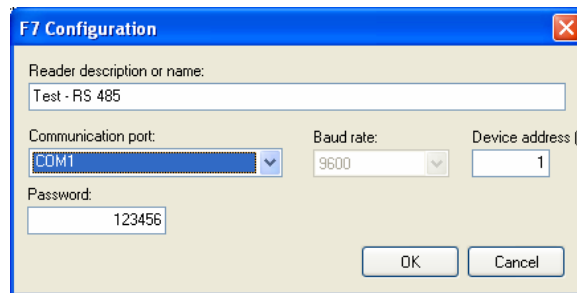 F7 Configuration
Reader description or name:
Test - RS 485
Communication port: Baud rate: Device address (
COM1 9600 1
Password:
123456
OK Cancel